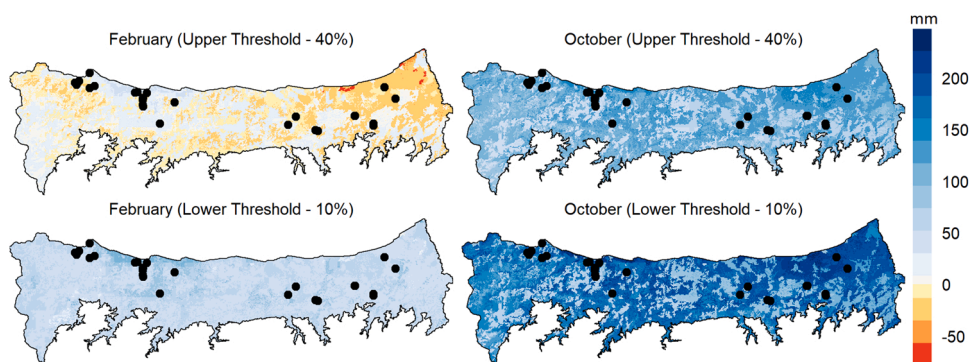 mm
February (Upper Threshold - 40%)
October (Upper Threshold - 40%)
200
150
100
February (Lower Threshold - 10%)
October (Lower Threshold - 10%)
50
0
-50